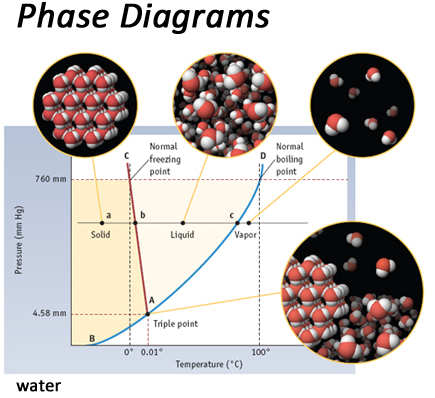 Phase Diagrams
C
Normal
freezing
point
D
Normal
boiling
point
760 mm
a
b
c
Solid
Liquid
Vapor
Pressure (mm Hg)
A
4.58 mm
Triple point
B
0°
0.01°
100°
Temperature (°C)
water